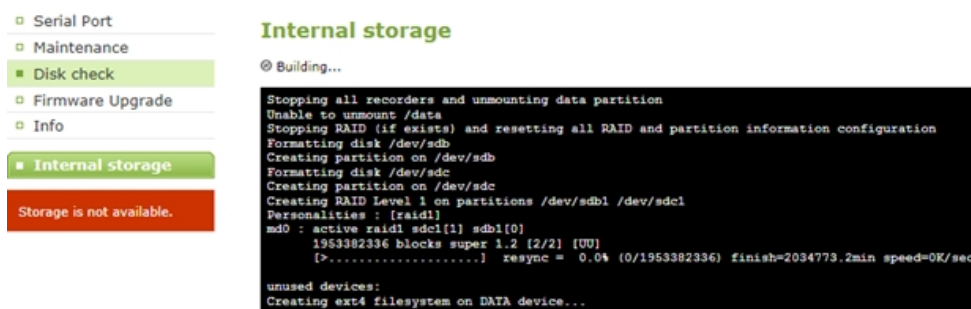 Serial Port
Maintenance
Disk check
Firmware Upgrade
Info
Internal storage
Storage is not available.
Internal storage
Building...
Stopping all recorders and unmounting data partition
Unable to unmount /data
Stopping RAID (if exists) and resetting all RAID and partition information configuration
Formatting disk /dev/sdb
Creating partition on /dev/sdb
Formatting disk /dev/sdc
Creating partition on /dev/sdc
Creating RAID Level 1 on partitions /dev/sdb1 /dev/sdc1
Personalities : [raid1]
md0 : active raid1 sdc1[1] sdb1[0]
1953382336 blocks super 1.2 [2/2] [UU]
[>....................] resync = 0.0% (0/1953382336) finish=2034773.2min speed=0K/sec
unused devices:
Creating ext4 filesystem on DATA device...